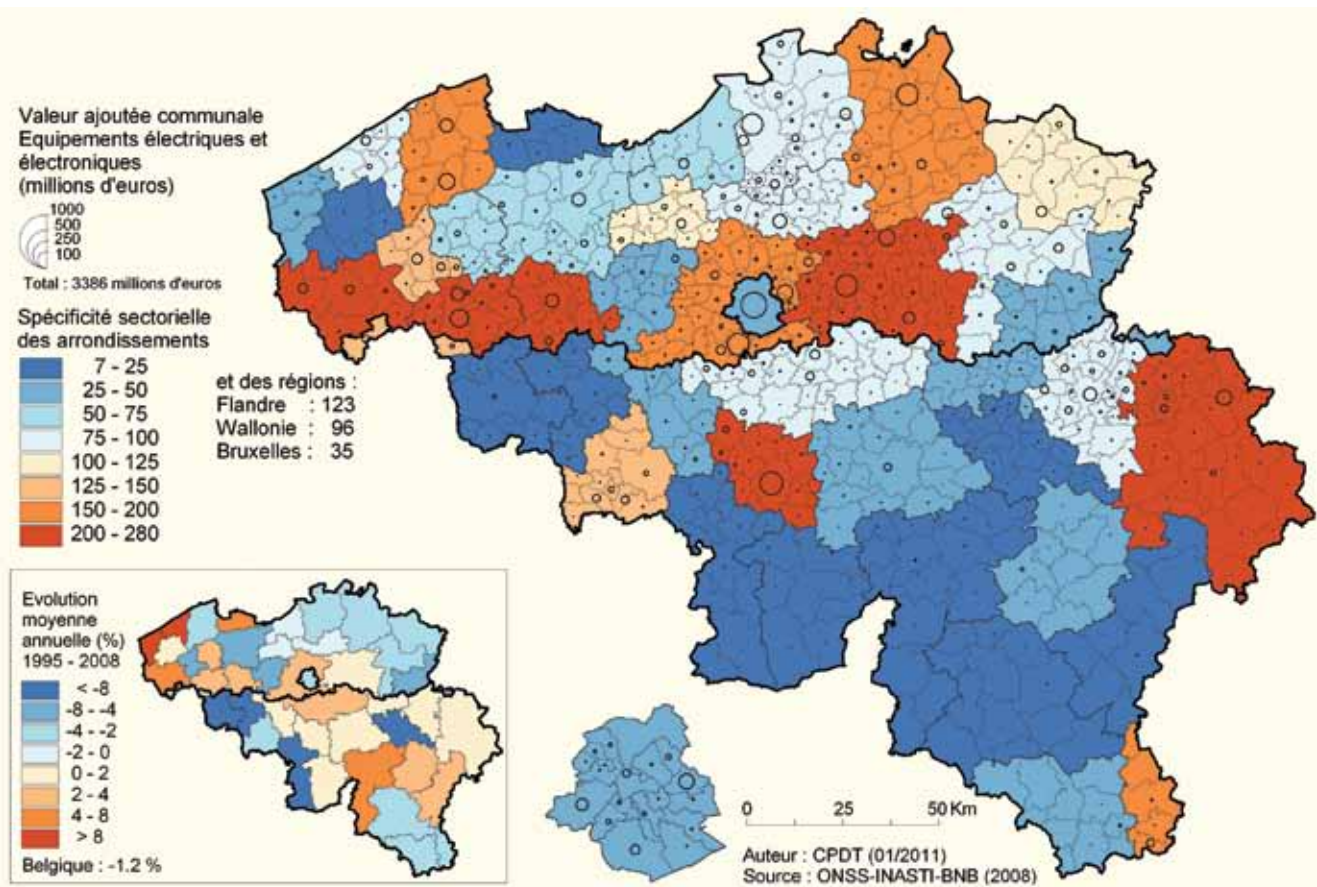 Valeur ajoutée communale
Equipements électriques et
électroniques
(millions d'euros)
1000
500
250
100
Total : 3386 millions d'euros
Spécificité sectorielle
des arrondissements
7 - 25
25 - 50
50 - 75
75 - 100
100 - 125
125 - 150
150 - 200
200 - 280
et des régions :
Flandre : 123
Wallonie : 96
Bruxelles : 35
Evolution
moyenne
annuelle (%)
1995 - 2008
< -8
-8 - -4
-4 - -2
-2 - 0
0 - 2
2 - 4
4 - 8
> 8
Belgique : -1.2 %
0 25 50 Km
Auteur : CPDT (01/2011)
Source : ONSS-INASTI-BNB (2008)